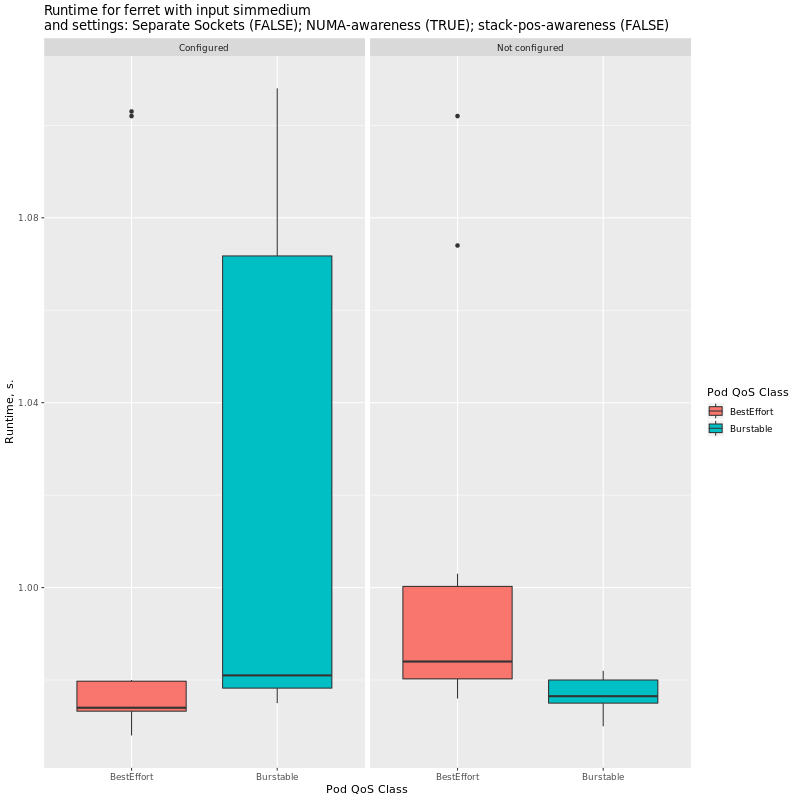 Runtime for ferret with input simmedium
and settings: Separate Sockets (FALSE); NUMA-awareness (TRUE); stack-pos-awareness (FALSE)
Configured
Not configured
1.08
1.04
1.00
Runtime, s.
BestEffort
Burstable
BestEffort
Burstable
Pod QoS Class
Pod QoS Class
BestEffort
Burstable